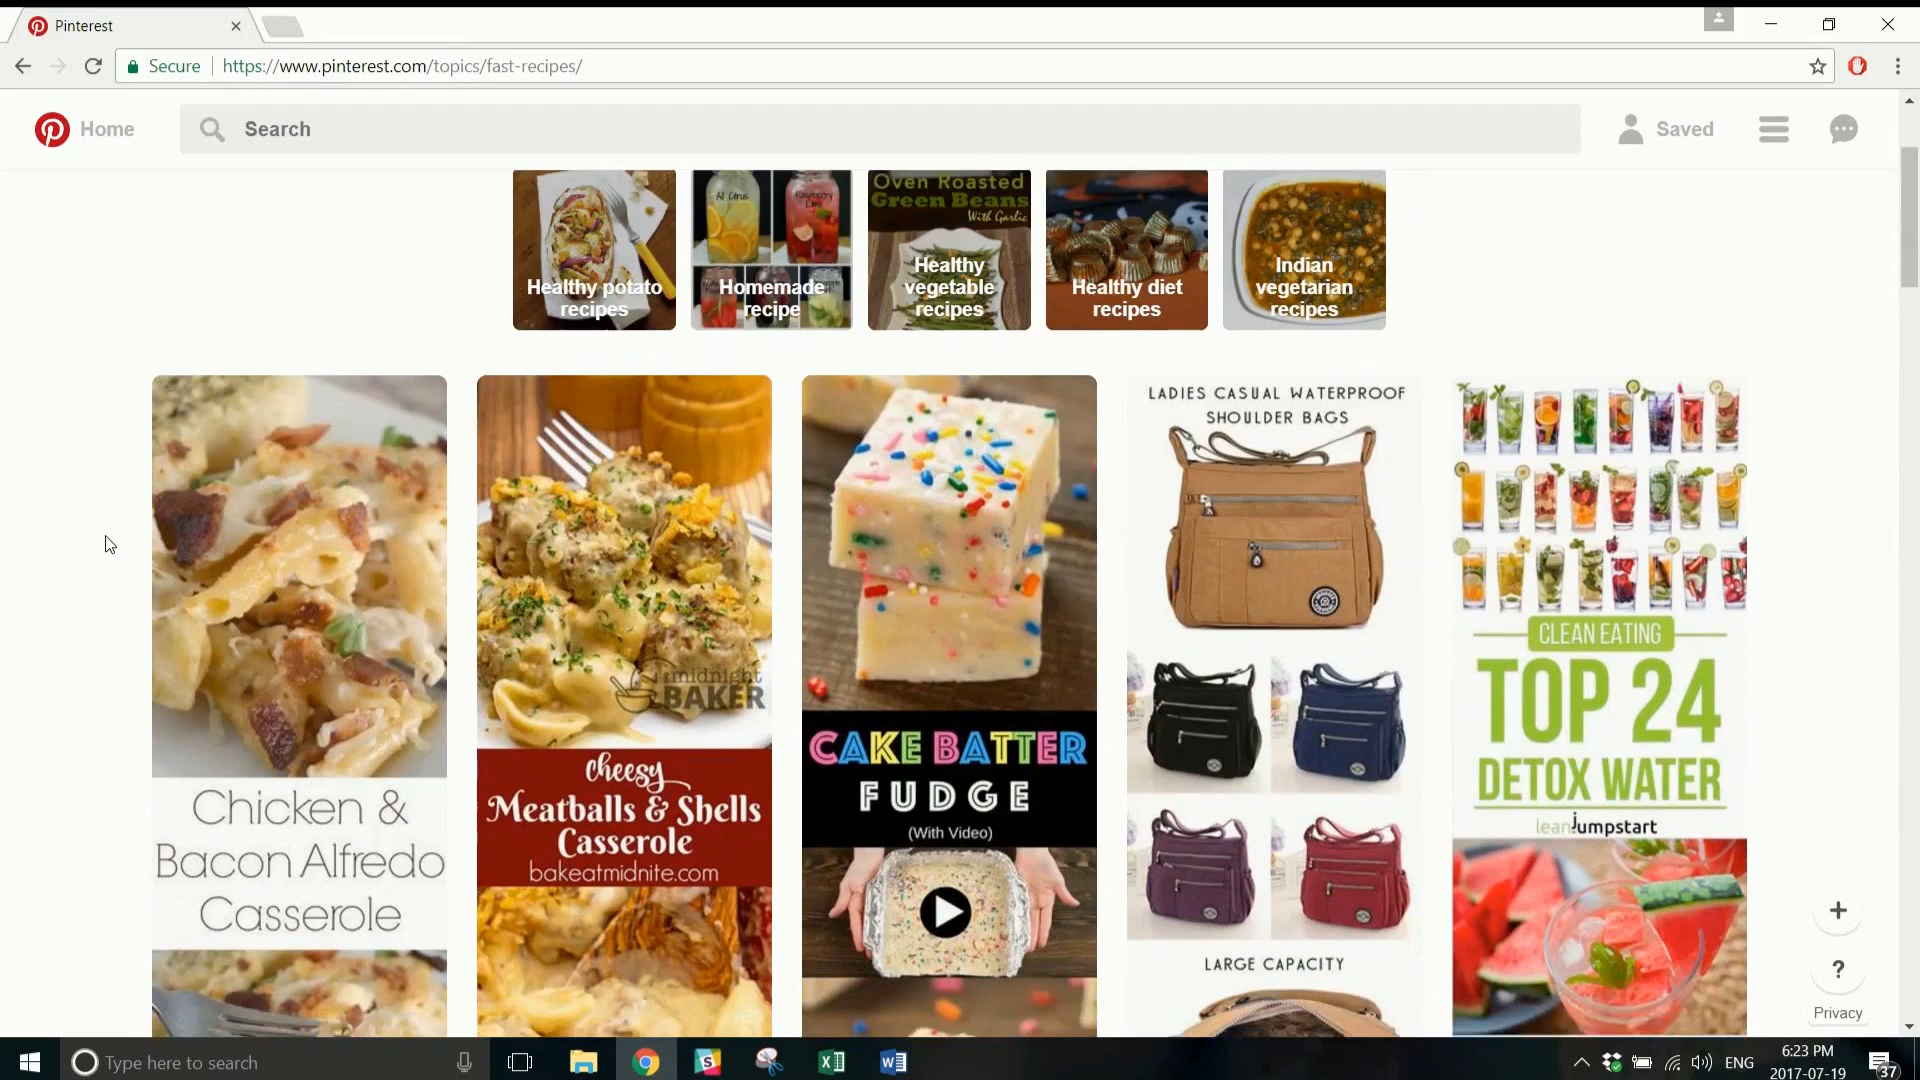 Pinterest
Secure
https://www.pinterest.com/topics/fast-recipes/
Home
Search
Saved
All Citrus
Raspberry
Oven Roasted
Green Beans
With Garlic
Healthy potato
recipes
Homemade
recipe
Healthy
vegetable
recipes
Healthy diet
recipes
Indian
vegetarian
recipes
Chicken &
Bacon Alfredo
Casserole
midnight
BAKER
cheesy
Meatballs & Shells
Casserole
bakeatmidnite.com
CAKE BATTER
FUDGE
(With Video)
LADIES CASUAL WATERPROOF
SHOULDER BAGS
LARGE CAPACITY
CLEAN EATING
TOP 24
DETOX WATER
leanjumpstart
+
?
Privacy
Type here to search
ENG
6:23 PM
2017-07-19
37